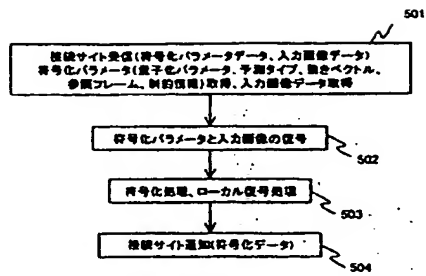 501
接続サイト受信(符号化パラメータデータ、入力画像データ)
符号化パラメータ(量子化パラメータ、予測タイプ、動きベクトル、
参照フレーム、制約情報)取得、入力画像データ取得
符号化パラメータと入力画像の復号
502
符号化処理、ローカル復号処理
503
接続サイト通知(符号化データ)
504